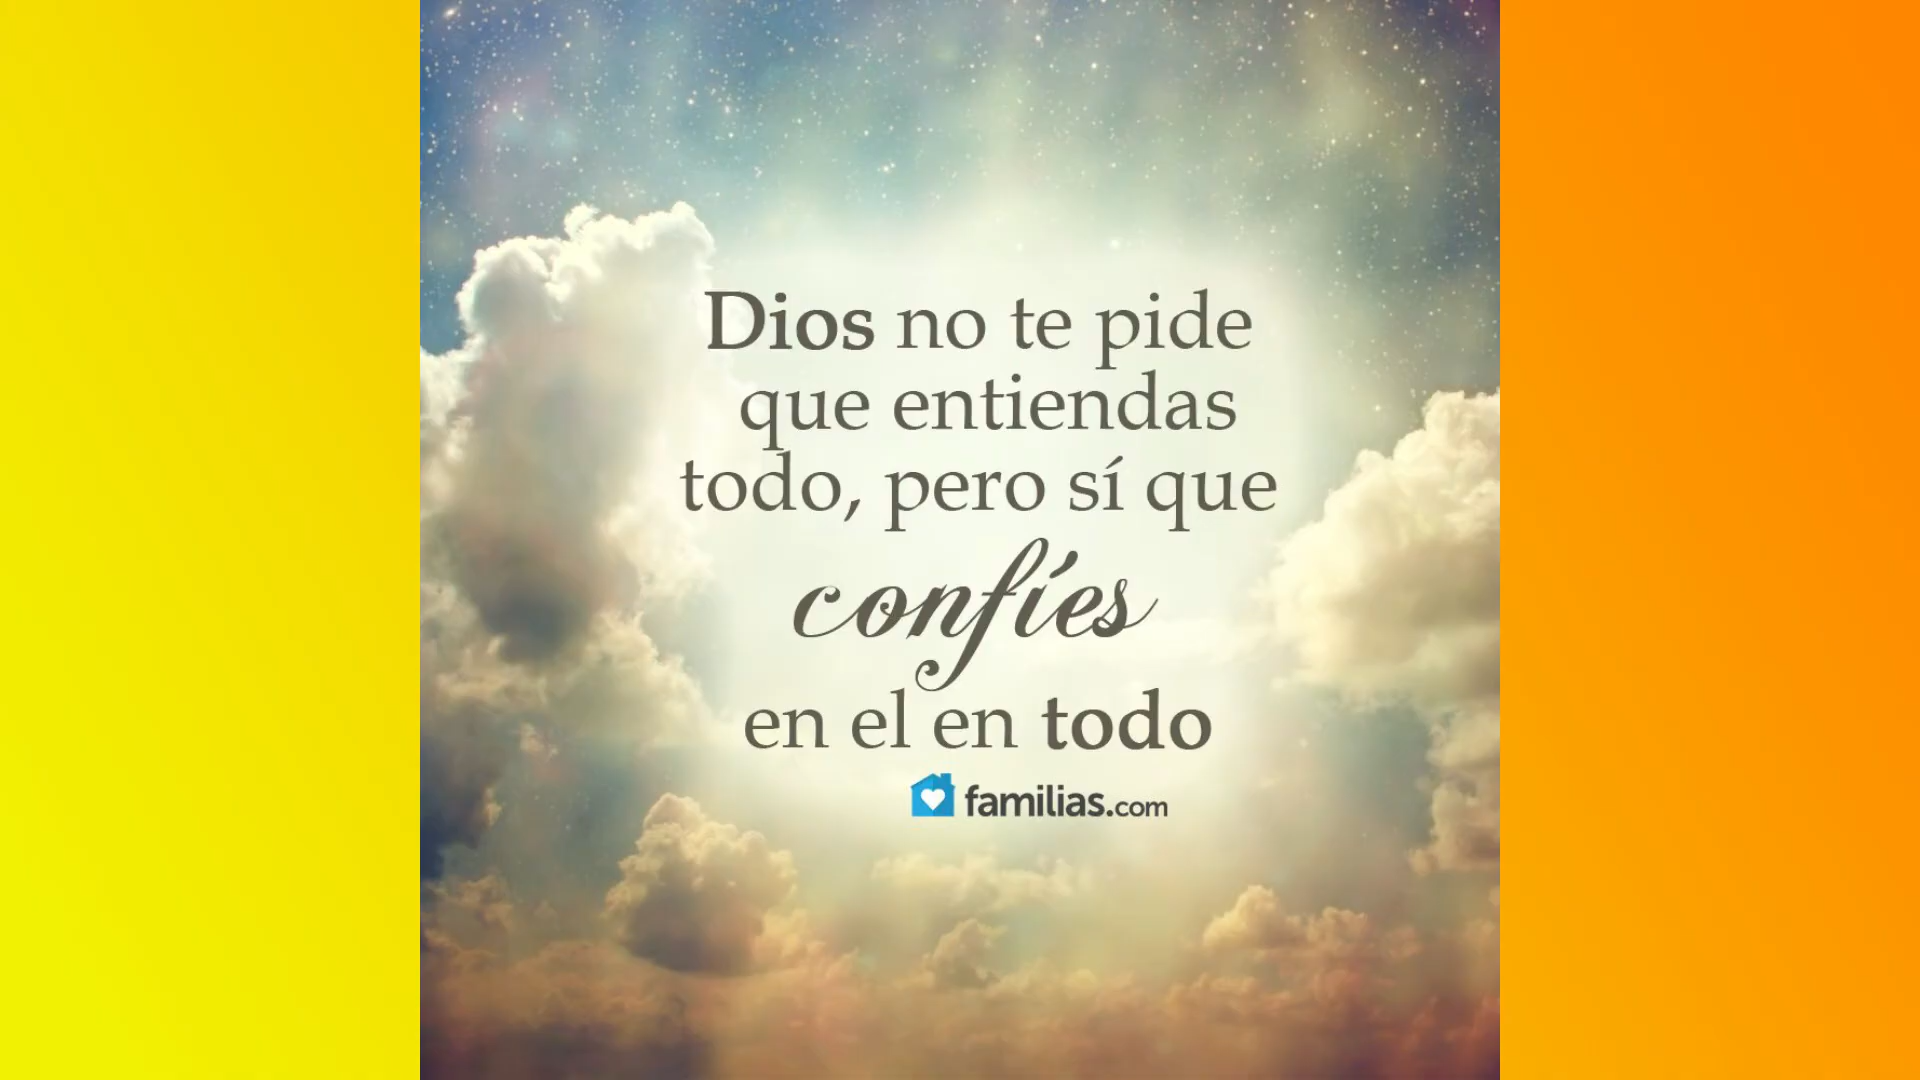 Dios no te pide
que entiendas
todo, pero sí que
confíes
en el en todo
familias.com